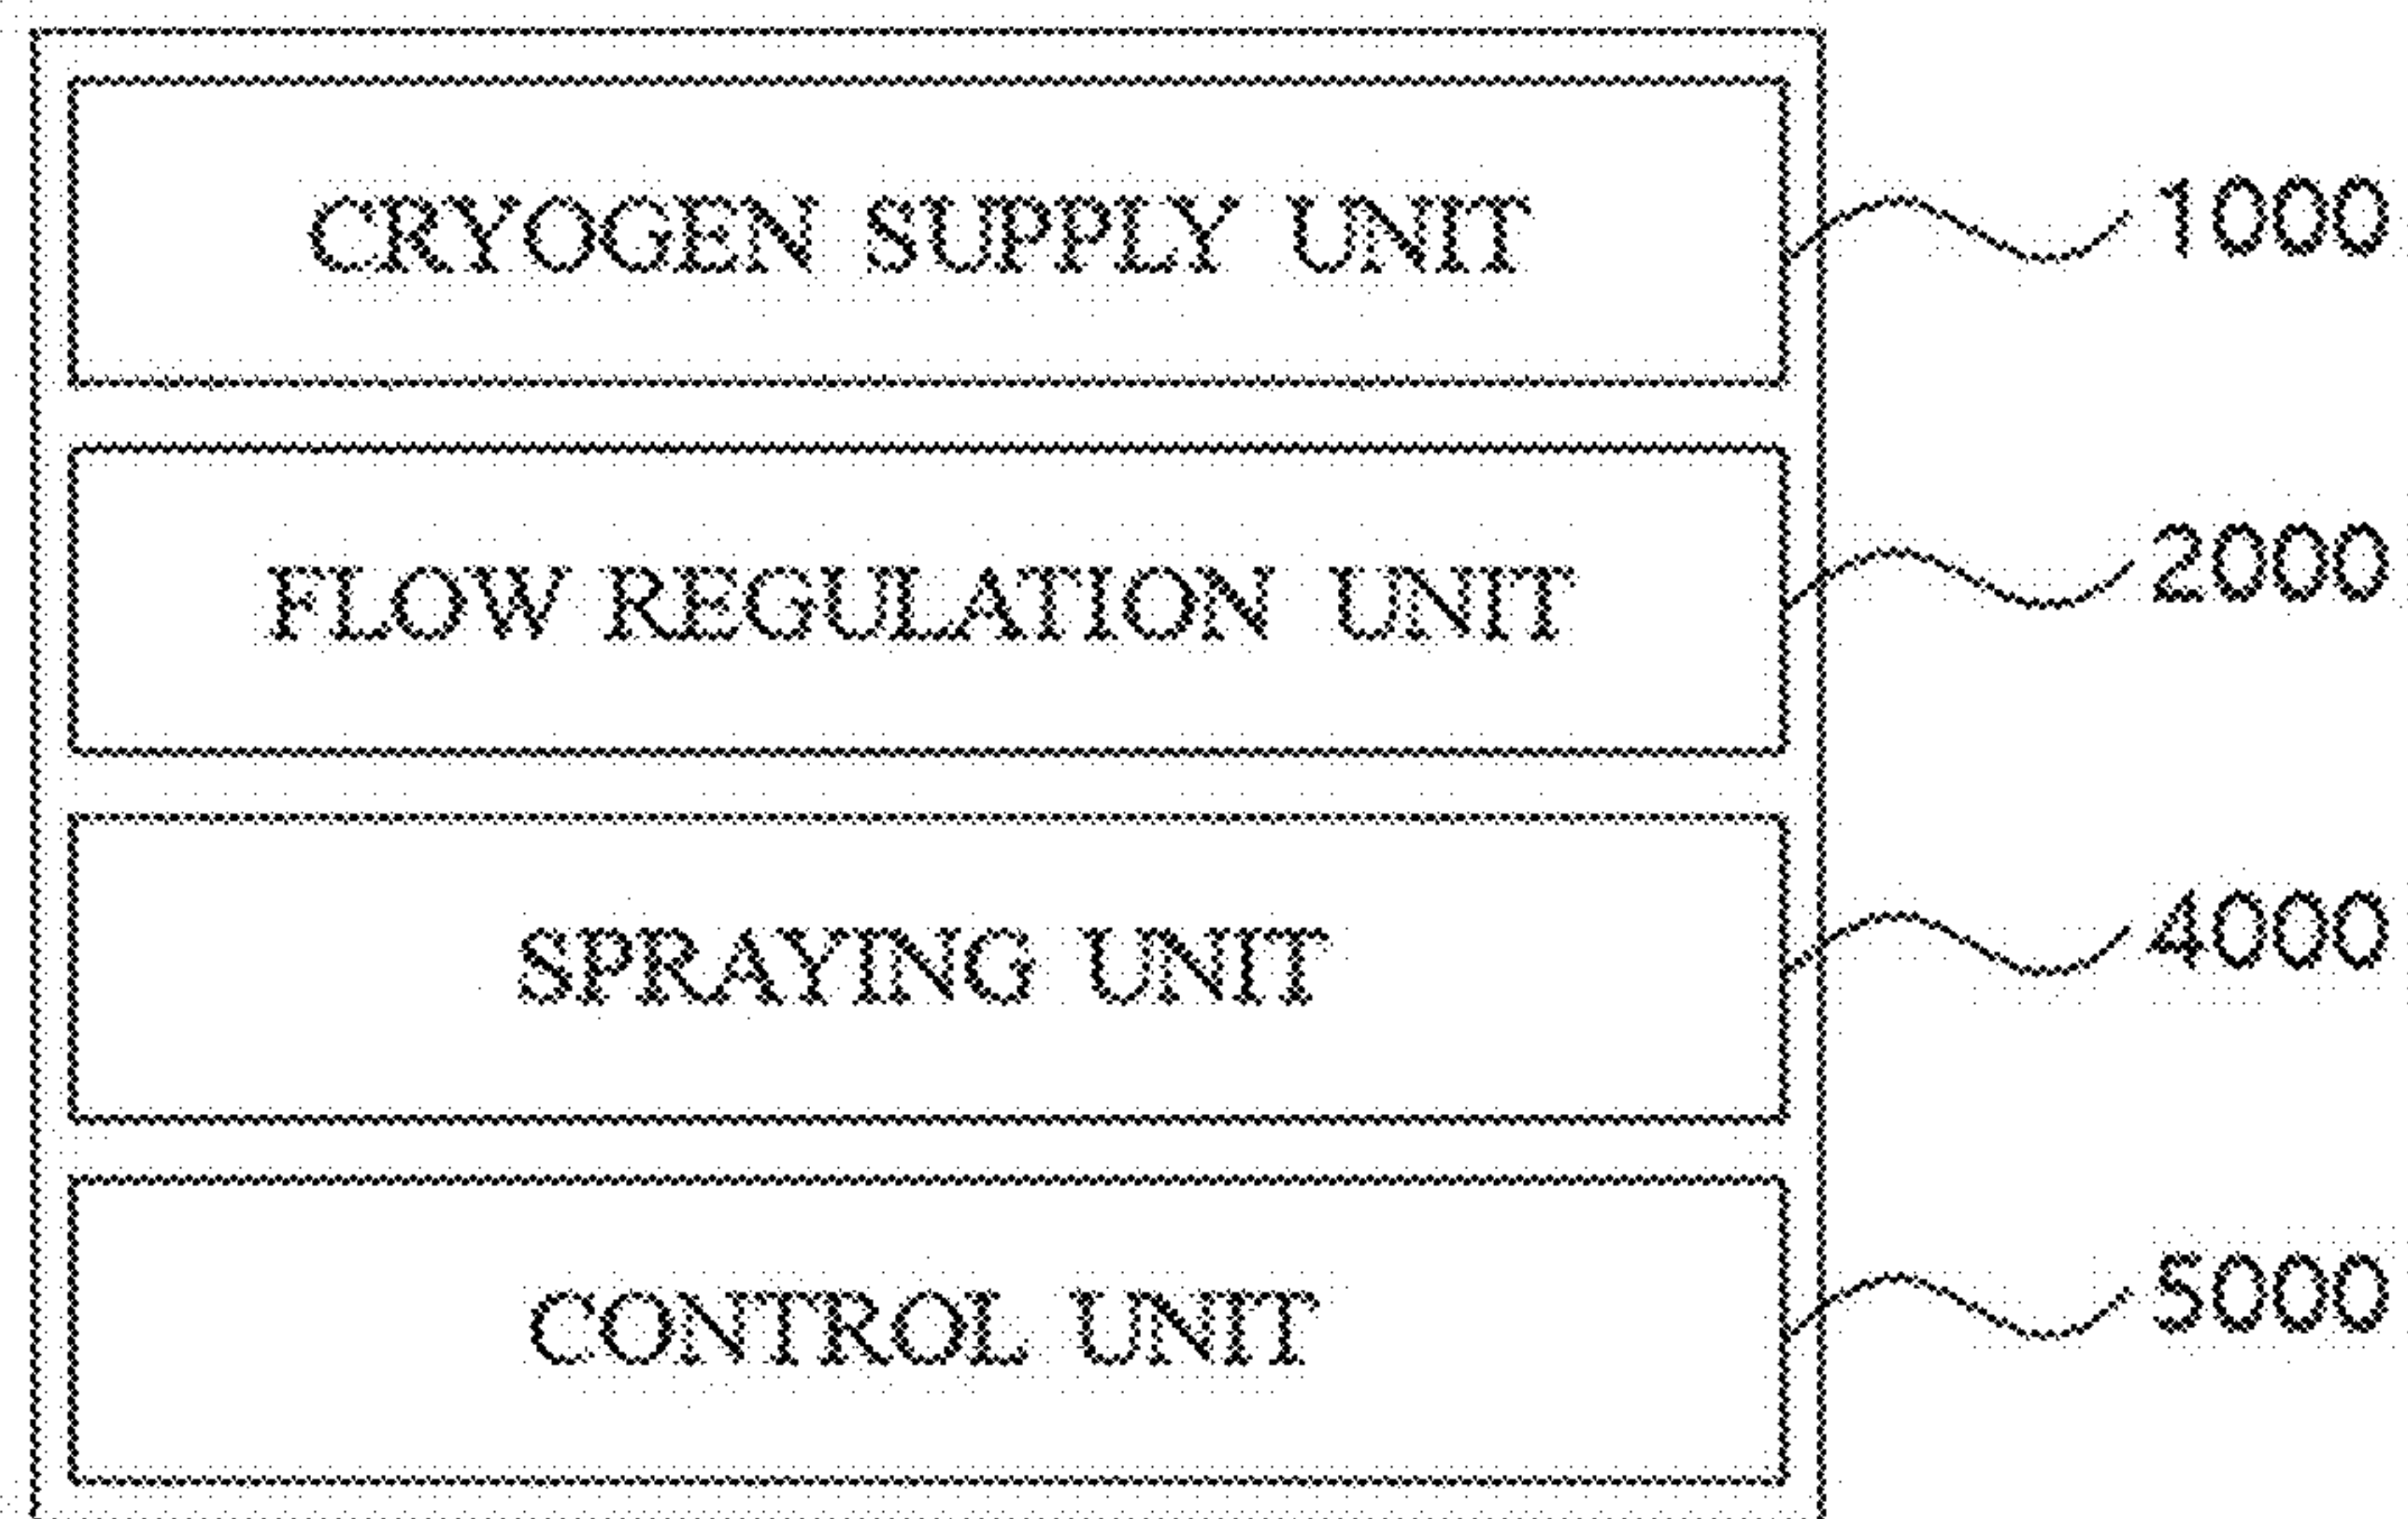 CRYOGEN SUPPLY UNIT 1000
FLOW REGULATION UNIT 2000
SPRAYING UNIT 4000
CONTROL UNIT 5000